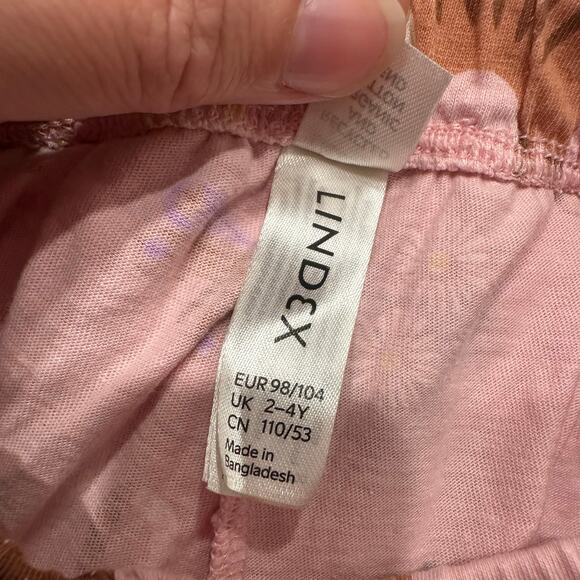 LINDEX
EUR 98/104
UK 2–4Y
CN 110/53
Made in
Bangladesh